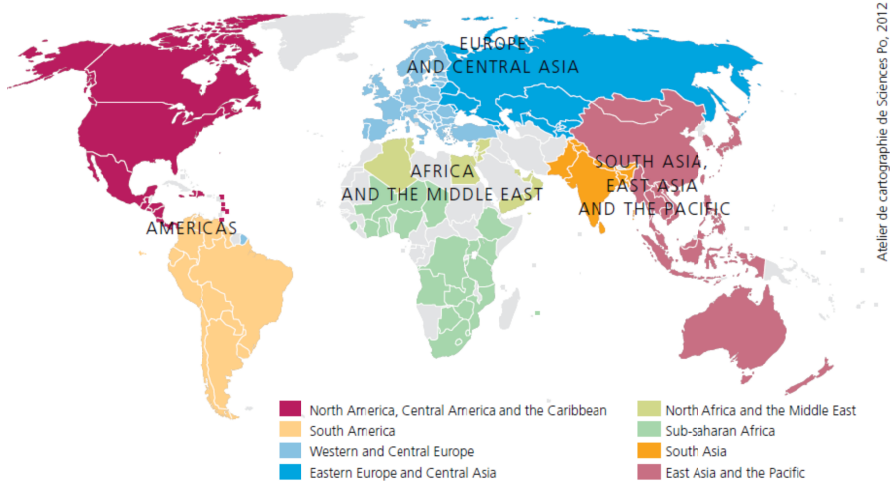 Atelier de cartographie de Sciences Po, 2012
EUROPE
AND CENTRAL ASIA
AFRICA
AND THE MIDDLE EAST
SOUTH ASIA,
EAST ASIA
AND THE PACIFIC
AMERICAS
North America, Central America and the Caribbean
South America
Western and Central Europe
Eastern Europe and Central Asia
North Africa and the Middle East
Sub-saharan Africa
South Asia
East Asia and the Pacific